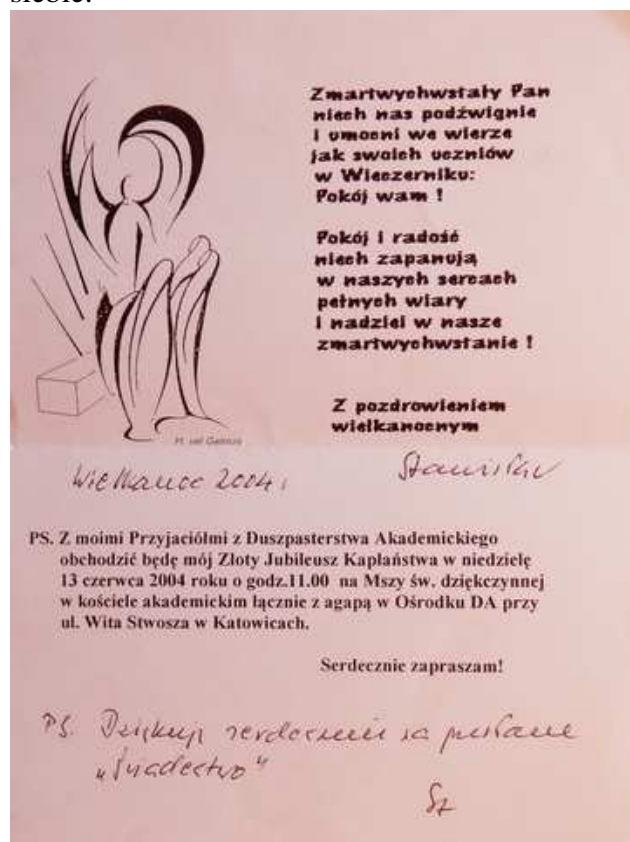 siebie.
Zmartwychwstały Pan
niech nas podźwignie
i umocni we wierze
jak swoich uczniów
w Wieczerniku:
Pokój wam !
Pokój i radość
niech zapanują
w naszych sercach
pełnych wiary
i nadziei w nasze
zmartwychwstanie !
Z pozdrowieniem
wielkanocnym
Wielkanoc 2004 r
Stanisław
PS. Z moimi Przyjaciółmi z Duszpasterstwa Akademickiego
obchodzić będę mój Złoty Jubileusz Kapłaństwa w niedzielę
13 czerwca 2004 roku o godz.11.00 na Mszy św. dziękczynnej
w kościele akademickim łącznie z agapą w Ośrodku DA przy
ul. Wita Stwosza w Katowicach.
Serdecznie zapraszam!
PS. Dziękuję serdecznie za
„Świadectwo"
St